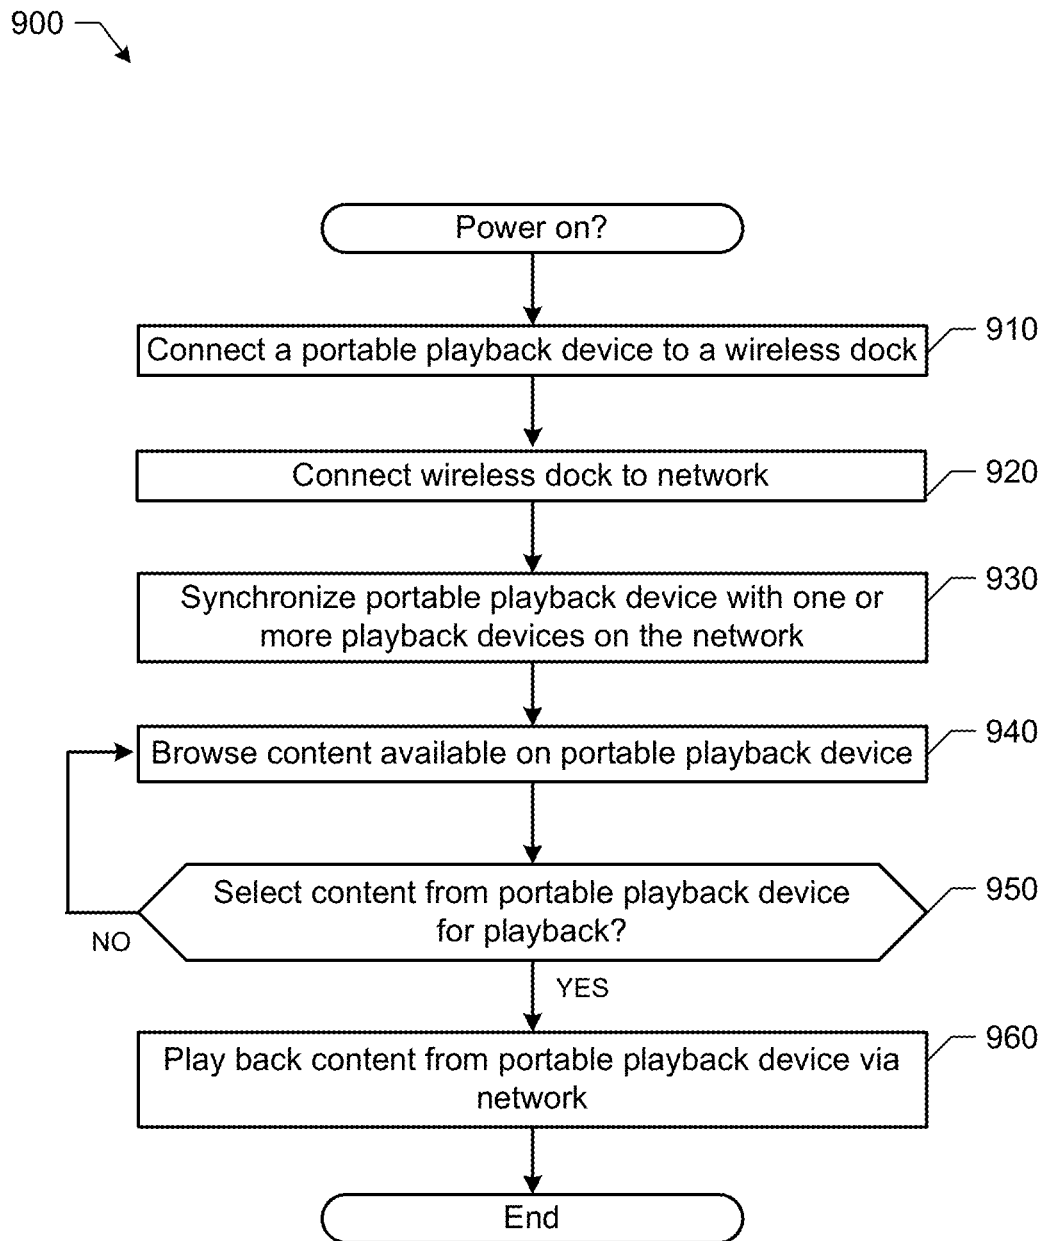 900
Power on?
Connect a portable playback device to a wireless dock
910
Connect wireless dock to network
920
Synchronize portable playback device with one or
more playback devices on the network
930
Browse content available on portable playback device
940
Select content from portable playback device
for playback?
950
NO
YES
Play back content from portable playback device via
network
960
End